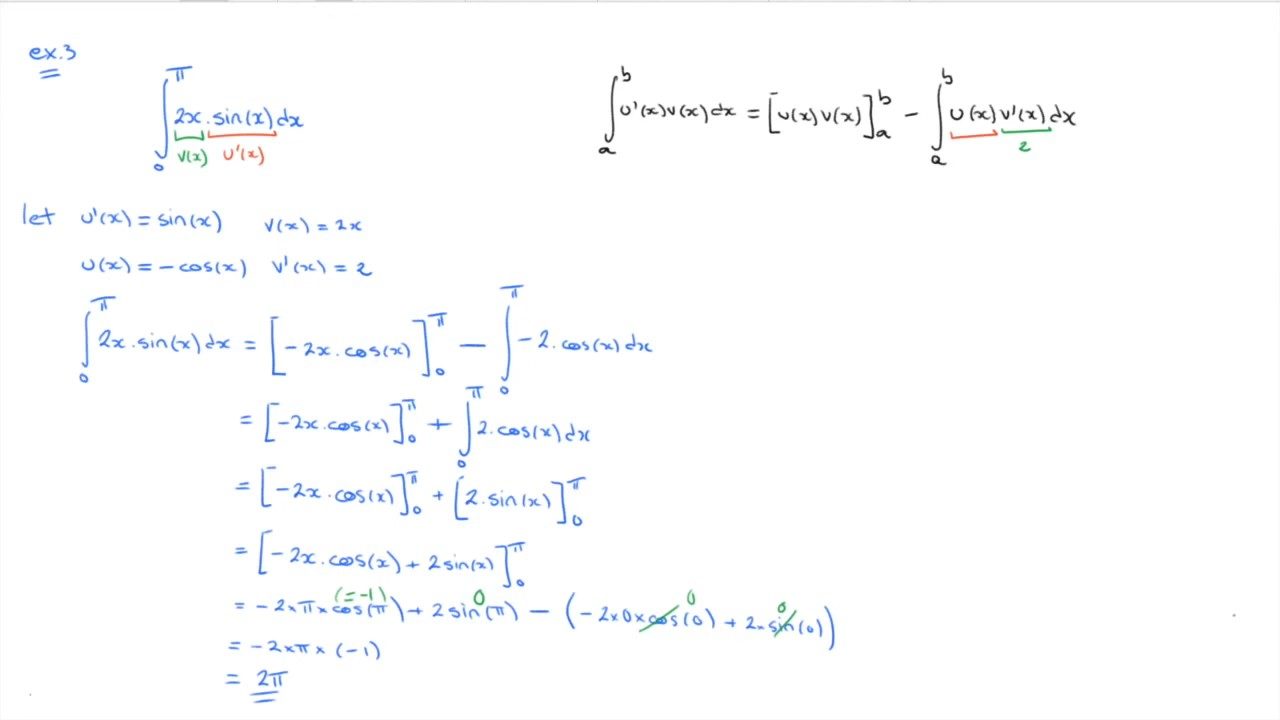 ex.3
∫₀^π 2x.sin(x)dx
v(x) u'(x)
∫ₐᵇ u'(x)v(x)dx = [u(x)v(x)]ₐᵇ − ∫ₐᵇ u(x)v'(x)dx
2
let u'(x) = sin(x) v(x) = 2x
u(x) = −cos(x) v'(x) = 2
∫₀^π 2x.sin(x)dx = [−2x.cos(x)]₀^π − ∫₀^π −2.cos(x)dx
= [−2x.cos(x)]₀^π + ∫₀^π 2.cos(x)dx
= [−2x.cos(x)]₀^π + [2.sin(x)]₀^π
= [−2x.cos(x) + 2sin(x)]₀^π
(=−1) 0 0 0
= −2×π×cos(π) + 2sin(π) − (−2×0×cos(0) + 2×sin(0))
= −2×π×(−1)
= 2π